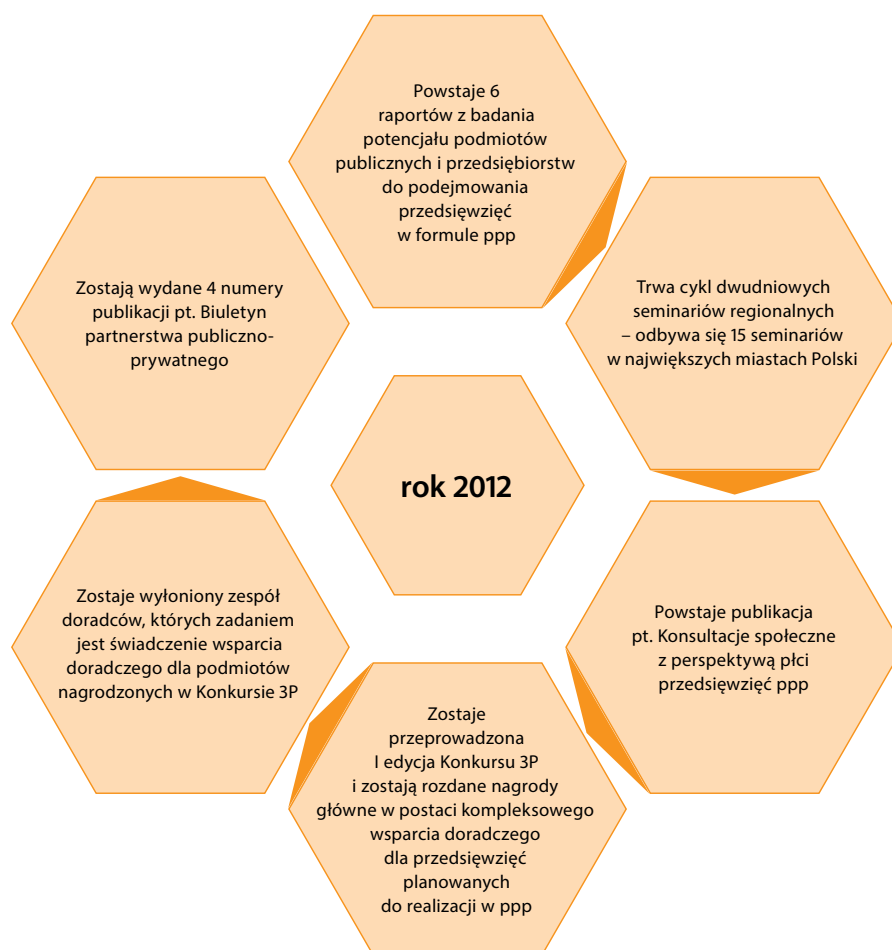 Powstaje 6
raportów z badania
potencjału podmiotów
publicznych i przedsiębiorstw
do podejmowania
przedsięwzięć
w formule ppp
Trwa cykl dwudniowych
seminariów regionalnych
– odbywa się 15 seminariów
w największych miastach Polski
Powstaje publikacja
pt. Konsultacje społeczne
z perspektywą płci
przedsięwzięć ppp
Zostaje
przeprowadzona
I edycja Konkursu 3P
i zostają rozdane nagrody
główne w postaci kompleksowego
wsparcia doradczego
dla przedsięwzięć
planowanych
do realizacji w ppp
Zostaje wyłoniony zespół
doradców, których zadaniem
jest świadczenie wsparcia
doradczego dla podmiotów
nagrodzonych w Konkursie 3P
Zostają wydane 4 numery
publikacji pt. Biuletyn
partnerstwa publiczno-
prywatnego
rok 2012